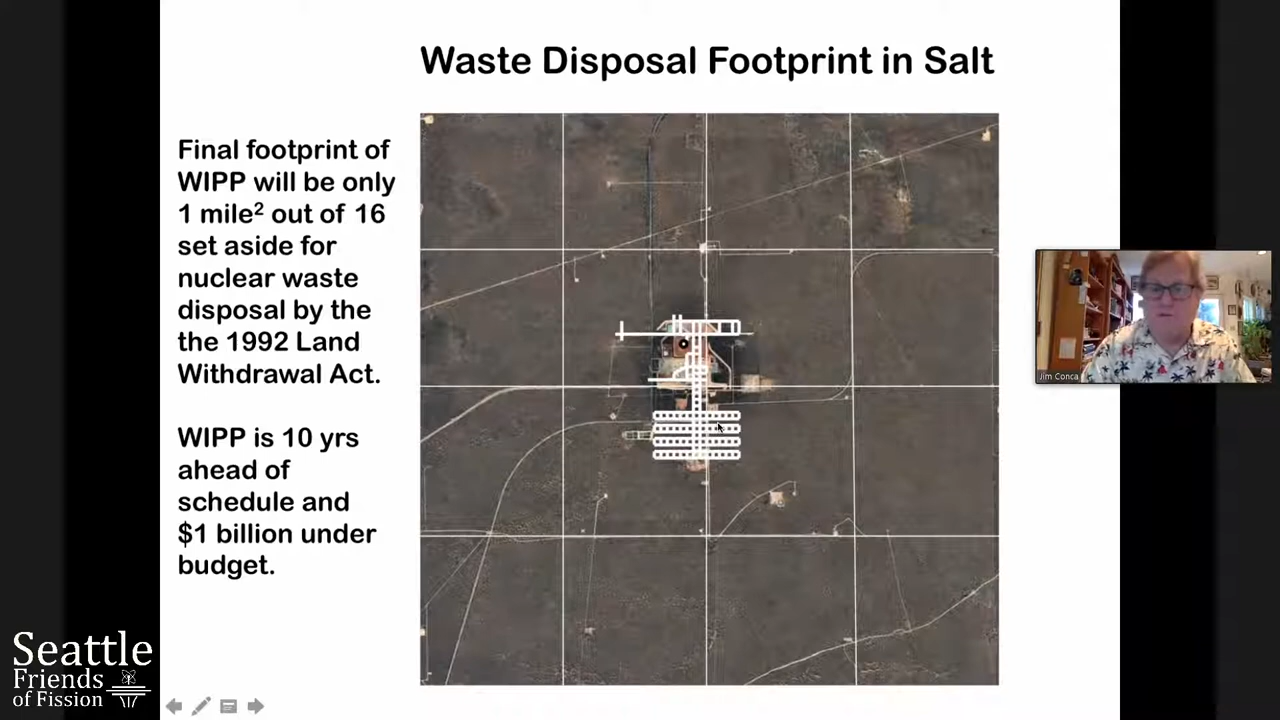 Waste Disposal Footprint in Salt
Final footprint of
WIPP will be only
1 mile² out of 16
set aside for
nuclear waste
disposal by the
the 1992 Land
Withdrawal Act.
WIPP is 10 yrs
ahead of
schedule and
$1 billion under
budget.
Jim Conca
Seattle
Friends
of Fission